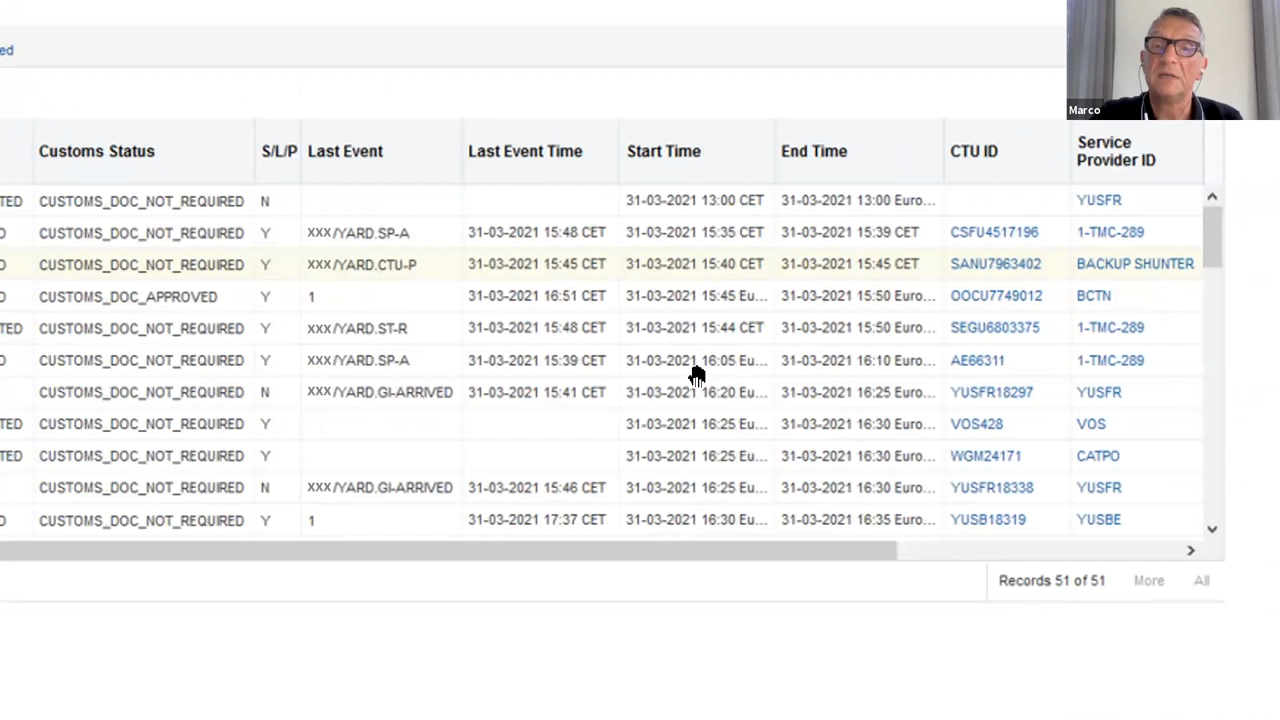 ed
Marco
Customs Status S/L/P Last Event Last Event Time Start Time End Time CTU ID Service Provider ID
TED CUSTOMS_DOC_NOT_REQUIRED N 31-03-2021 13:00 CET 31-03-2021 13:00 Euro... YUSFR
D CUSTOMS_DOC_NOT_REQUIRED Y XXX/YARD.SP-A 31-03-2021 15:48 CET 31-03-2021 15:35 CET 31-03-2021 15:39 CET CSFU4517196 1-TMC-289
D CUSTOMS_DOC_NOT_REQUIRED Y XXX/YARD.CTU-P 31-03-2021 15:45 CET 31-03-2021 15:40 CET 31-03-2021 15:45 CET SANU7963402 BACKUP SHUNTER
D CUSTOMS_DOC_APPROVED Y 1 31-03-2021 16:51 CET 31-03-2021 15:45 Eu... 31-03-2021 15:50 Euro... OOCU7749012 BCTN
TED CUSTOMS_DOC_NOT_REQUIRED Y XXX/YARD.ST-R 31-03-2021 15:48 CET 31-03-2021 15:44 CET 31-03-2021 15:50 Euro... SEGU6803375 1-TMC-289
D CUSTOMS_DOC_NOT_REQUIRED Y XXX/YARD.SP-A 31-03-2021 15:39 CET 31-03-2021 16:05 Eu... 31-03-2021 16:10 Euro... AE66311 1-TMC-289
CUSTOMS_DOC_NOT_REQUIRED N XXX/YARD.GI-ARRIVED 31-03-2021 15:41 CET 31-03-2021 16:20 Eu... 31-03-2021 16:25 Euro... YUSFR18297 YUSFR
TED CUSTOMS_DOC_NOT_REQUIRED Y 31-03-2021 16:25 Eu... 31-03-2021 16:30 Euro... VOS428 VOS
TED CUSTOMS_DOC_NOT_REQUIRED Y 31-03-2021 16:25 Eu... 31-03-2021 16:30 Euro... WGM24171 CATPO
CUSTOMS_DOC_NOT_REQUIRED N XXX/YARD.GI-ARRIVED 31-03-2021 15:46 CET 31-03-2021 16:25 Eu... 31-03-2021 16:30 Euro... YUSFR18338 YUSFR
D CUSTOMS_DOC_NOT_REQUIRED Y 1 31-03-2021 17:37 CET 31-03-2021 16:30 Eu... 31-03-2021 16:35 Euro... YUSB18319 YUSBE
Records 51 of 51 More All